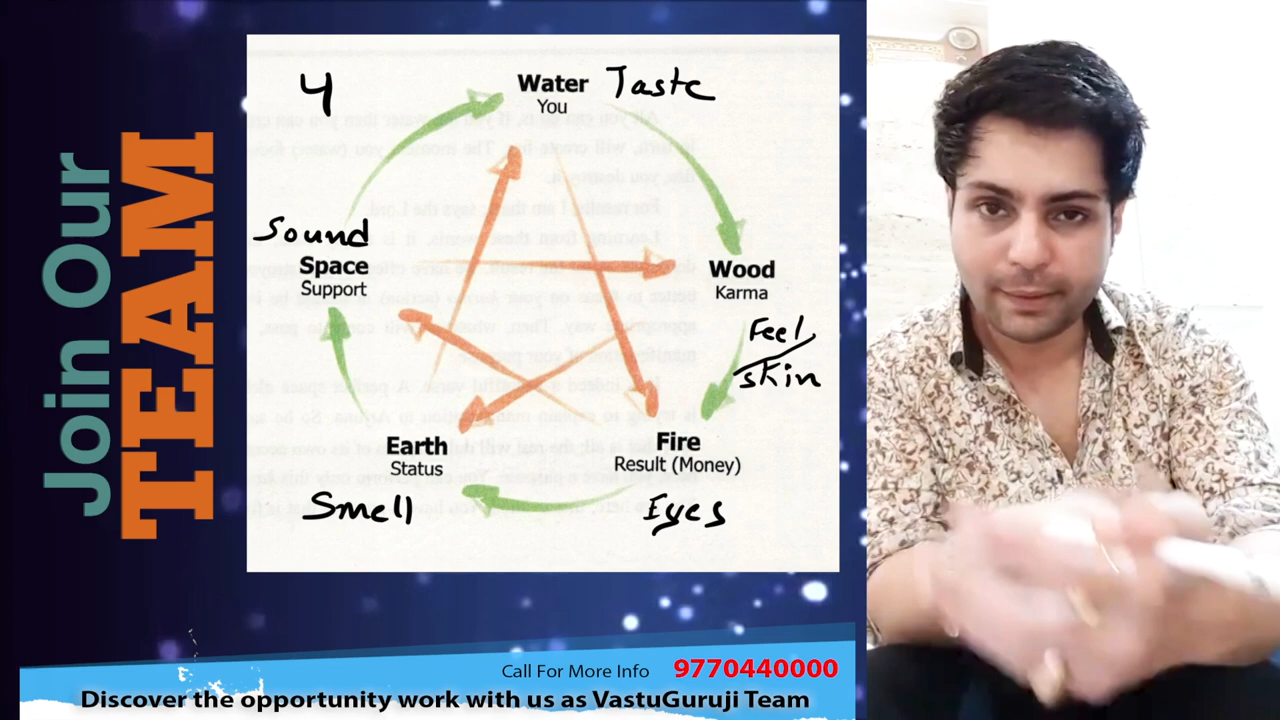 Join Our
TEAM
4
Water Taste
You
Sound
Space
Support
Wood
Karma
Feel
Skin
Earth
Status
Smell
Fire
Result (Money)
Eyes
Call For More Info 9770440000
Discover the opportunity work with us as VastuGuruji Team